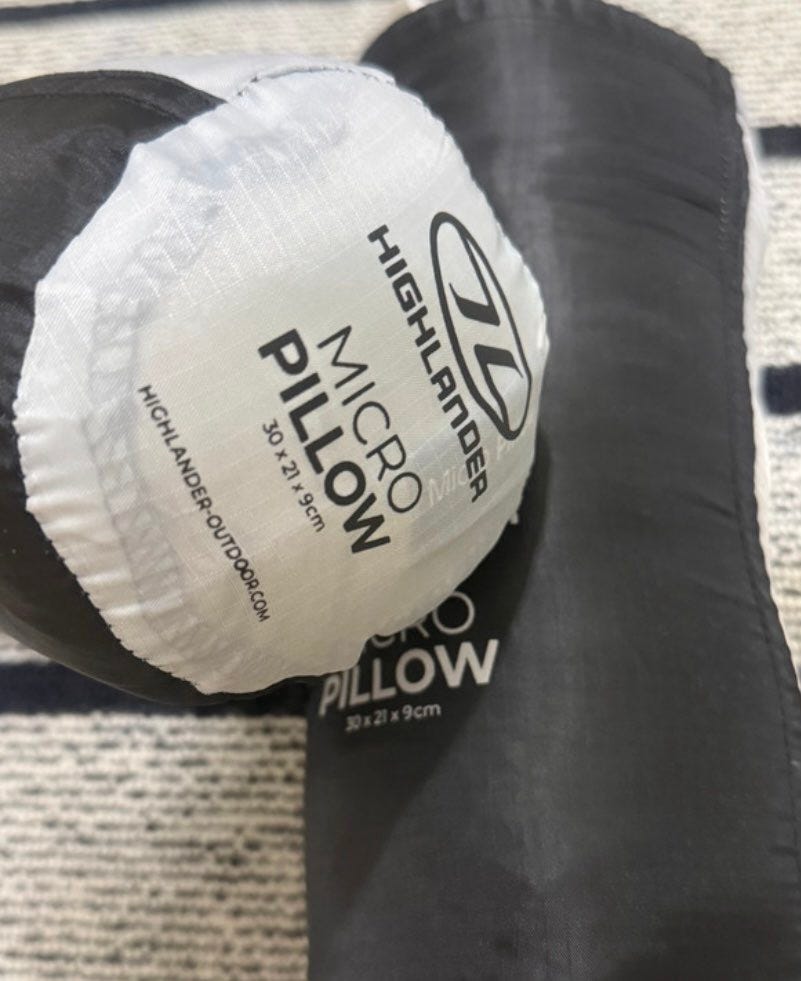 HIGHLANDER
MICRO
PILLOW
30 x 21 x 9cm
HIGHLANDER-OUTDOOR.COM
PILLOW
30 x 21 x 9cm